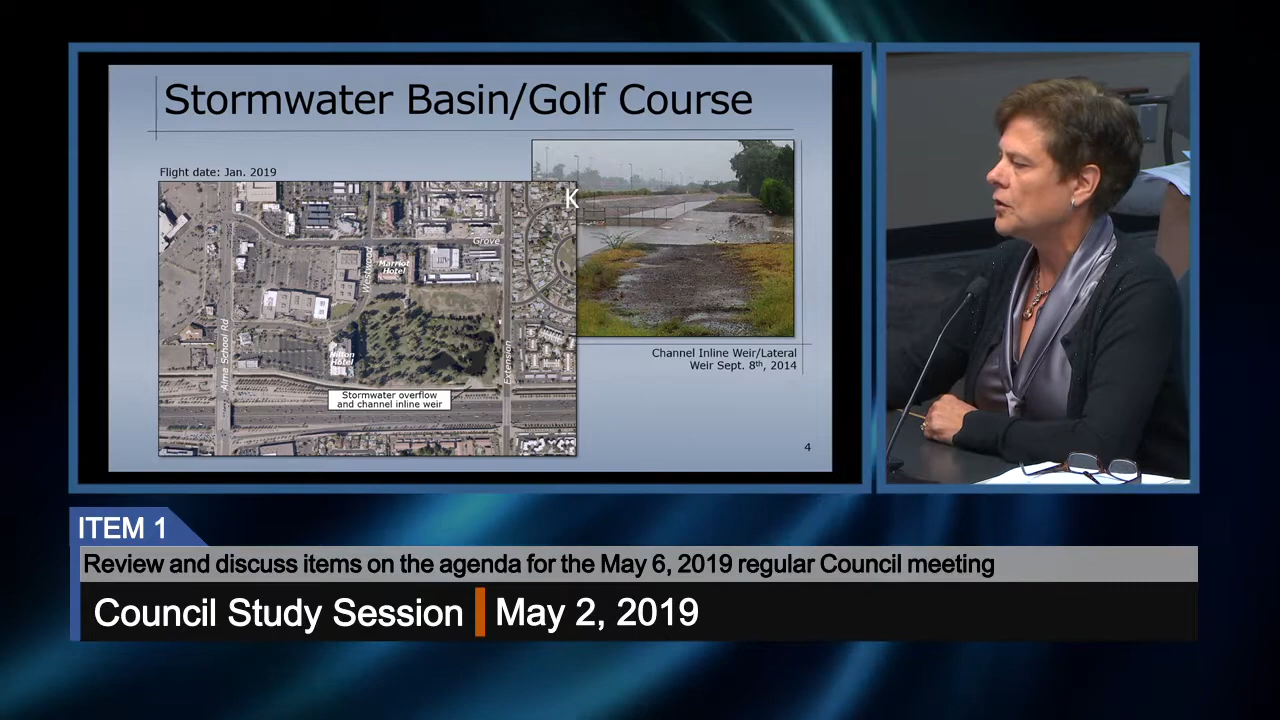 Stormwater Basin/Golf Course
Flight date: Jan. 2019
K
Grove
Westwood
Marriot
Hotel
Alma School Rd
Hilton
Hotel
Extension
Stormwater overflow
and channel inline weir
Channel Inline Weir/Lateral
Weir Sept. 8th, 2014
4
ITEM 1
Review and discuss items on the agenda for the May 6, 2019 regular Council meeting
Council Study Session
May 2, 2019